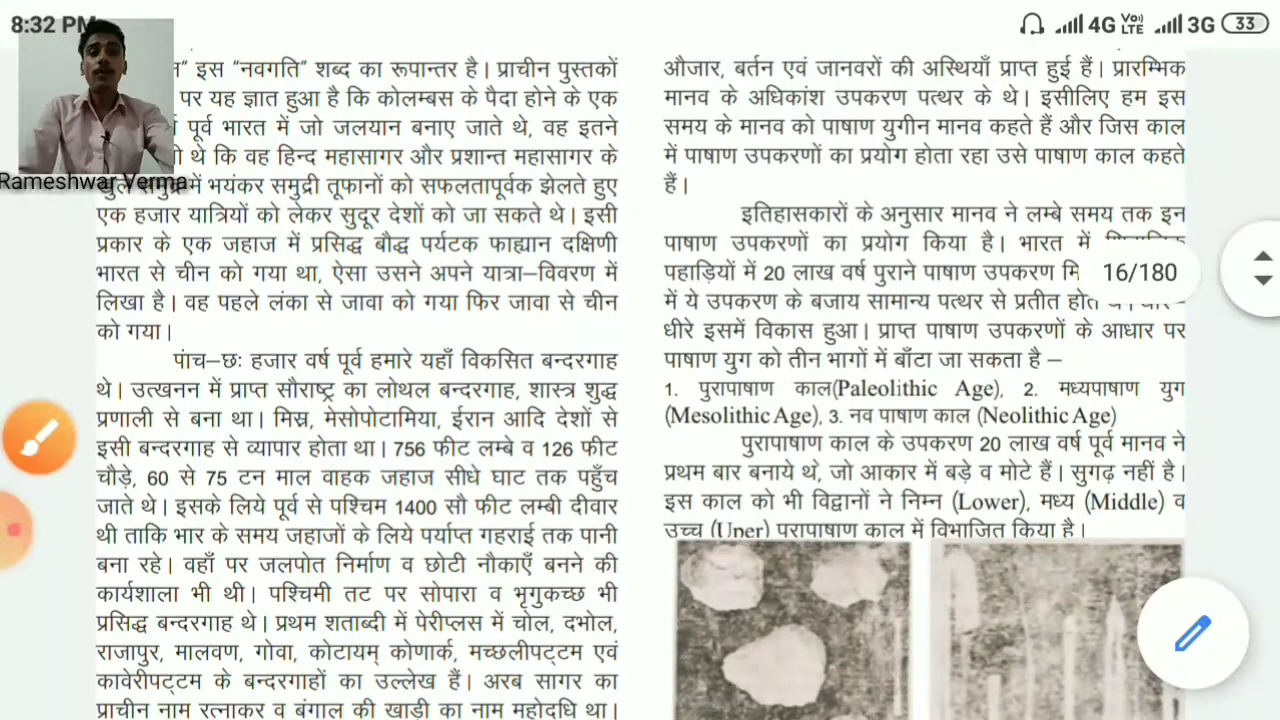 8:32 PM
4G VoLTE 3G 33
Rameshwar Verma
इस "नवगति" शब्द का रूपान्तर है। प्राचीन पुस्तकों
पर यह ज्ञात हुआ है कि कोलम्बस के पैदा होने के एक
पूर्व भारत में जो जलयान बनाए जाते थे, वह इतने
थे कि वह हिन्द महासागर और प्रशान्त महासागर के
में भयंकर समुद्री तूफानों को सफलतापूर्वक झेलते हुए
एक हजार यात्रियों को लेकर सुदूर देशों को जा सकते थे। इसी
प्रकार के एक जहाज में प्रसिद्ध बौद्ध पर्यटक फाह्यान दक्षिणी
भारत से चीन को गया था, ऐसा उसने अपने यात्रा–विवरण में
लिखा है। वह पहले लंका से जावा को गया फिर जावा से चीन
को गया।
पांच–छः हजार वर्ष पूर्व हमारे यहाँ विकसित बन्दरगाह
थे। उत्खनन में प्राप्त सौराष्ट्र का लोथल बन्दरगाह, शास्त्र शुद्ध
प्रणाली से बना था। मिस्र, मेसोपोटामिया, ईरान आदि देशों से
इसी बन्दरगाह से व्यापार होता था। 756 फीट लम्बे व 126 फीट
चौड़े, 60 से 75 टन माल वाहक जहाज सीधे घाट तक पहुँच
जाते थे। इसके लिये पूर्व से पश्चिम 1400 सौ फीट लम्बी दीवार
थी ताकि भार के समय जहाजों के लिये पर्याप्त गहराई तक पानी
बना रहे। वहाँ पर जलपोत निर्माण व छोटी नौकाएँ बनने की
कार्यशाला भी थी। पश्चिमी तट पर सोपारा व भृगुकच्छ भी
प्रसिद्ध बन्दरगाह थे। प्रथम शताब्दी में पेरीप्लस में चोल, दभोल,
राजापुर, मालवण, गोवा, कोटायम् कोणार्क, मच्छलीपट्टम एवं
कावेरीपट्टम के बन्दरगाहों का उल्लेख हैं। अरब सागर का
प्राचीन नाम रत्नाकर व बंगाल की खाड़ी का नाम महोदधि था।
औजार, बर्तन एवं जानवरों की अस्थियाँ प्राप्त हुई हैं। प्रारम्भिक
मानव के अधिकांश उपकरण पत्थर के थे। इसीलिए हम इस
समय के मानव को पाषाण युगीन मानव कहते हैं और जिस काल
में पाषाण उपकरणों का प्रयोग होता रहा उसे पाषाण काल कहते
हैं।
इतिहासकारों के अनुसार मानव ने लम्बे समय तक इन
पाषाण उपकरणों का प्रयोग किया है। भारत में
पहाड़ियों में 20 लाख वर्ष पुराने पाषाण उपकरण
16/180
में ये उपकरण के बजाय सामान्य पत्थर से प्रतीत
धीरे इसमें विकास हुआ। प्राप्त पाषाण उपकरणों के आधार पर
पाषाण युग को तीन भागों में बाँटा जा सकता है –
1. पुरापाषाण काल(Paleolithic Age), 2. मध्यपाषाण युग
(Mesolithic Age), 3. नव पाषाण काल (Neolithic Age)
पुरापाषाण काल के उपकरण 20 लाख वर्ष पूर्व मानव ने
प्रथम बार बनाये थे, जो आकार में बड़े व मोटे हैं। सुगढ़ नहीं है।
इस काल को भी विद्वानों ने निम्न (Lower), मध्य (Middle) व
उच्च (Uper) पुरापाषाण काल में विभाजित किया है।